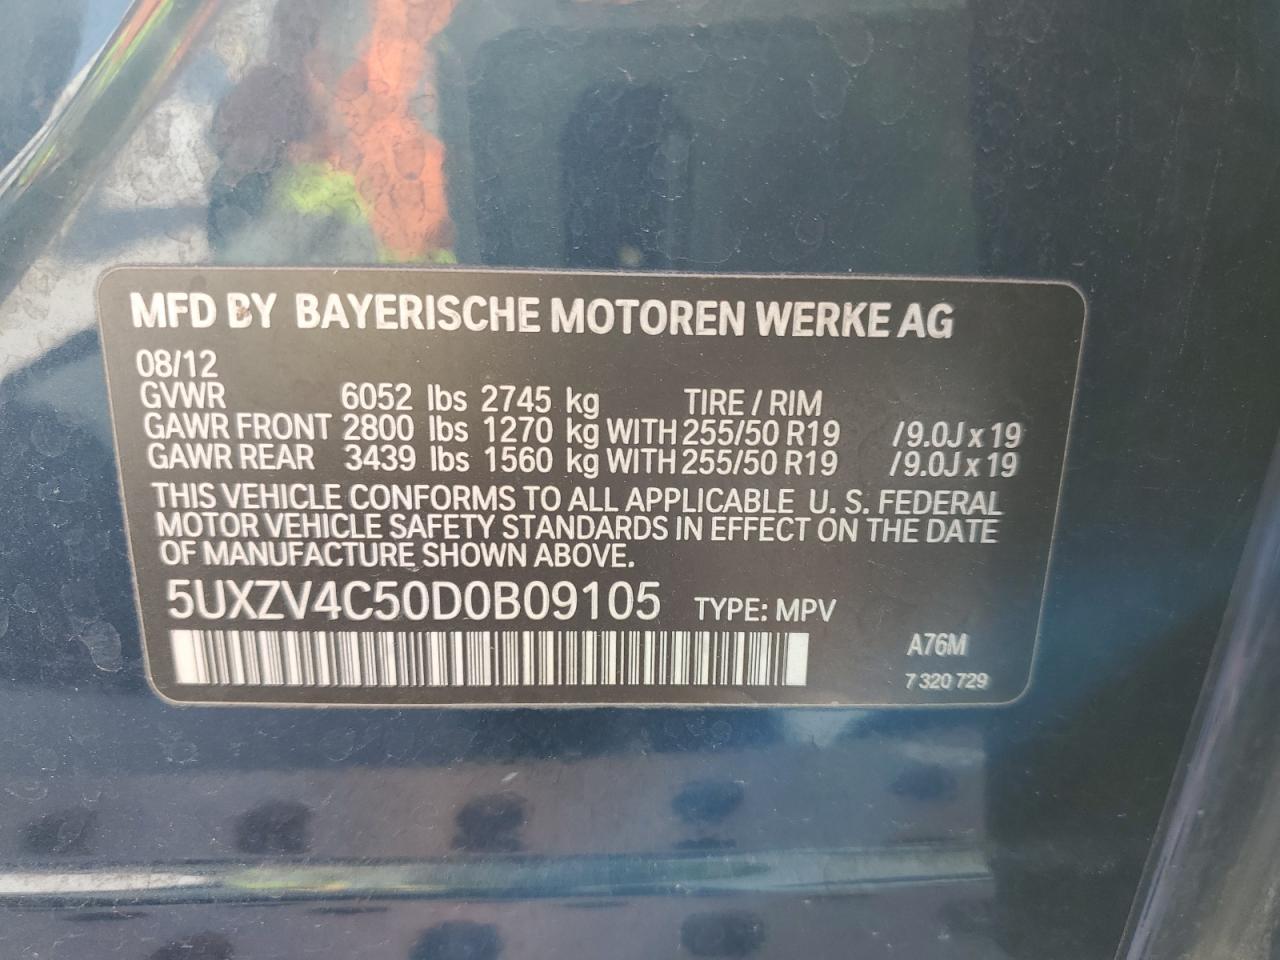 MFD BY BAYERISCHE MOTOREN WERKE AG
08/12
GVWR 6052 lbs 2745 kg TIRE / RIM
GAWR FRONT 2800 lbs 1270 kg WITH 255/50 R19 /9.0J x 19
GAWR REAR 3439 lbs 1560 kg WITH 255/50 R19 /9.0J x 19
THIS VEHICLE CONFORMS TO ALL APPLICABLE U. S. FEDERAL
MOTOR VEHICLE SAFETY STANDARDS IN EFFECT ON THE DATE
OF MANUFACTURE SHOWN ABOVE.
5UXZV4C50D0B09105 TYPE: MPV
A76M
7 320 729